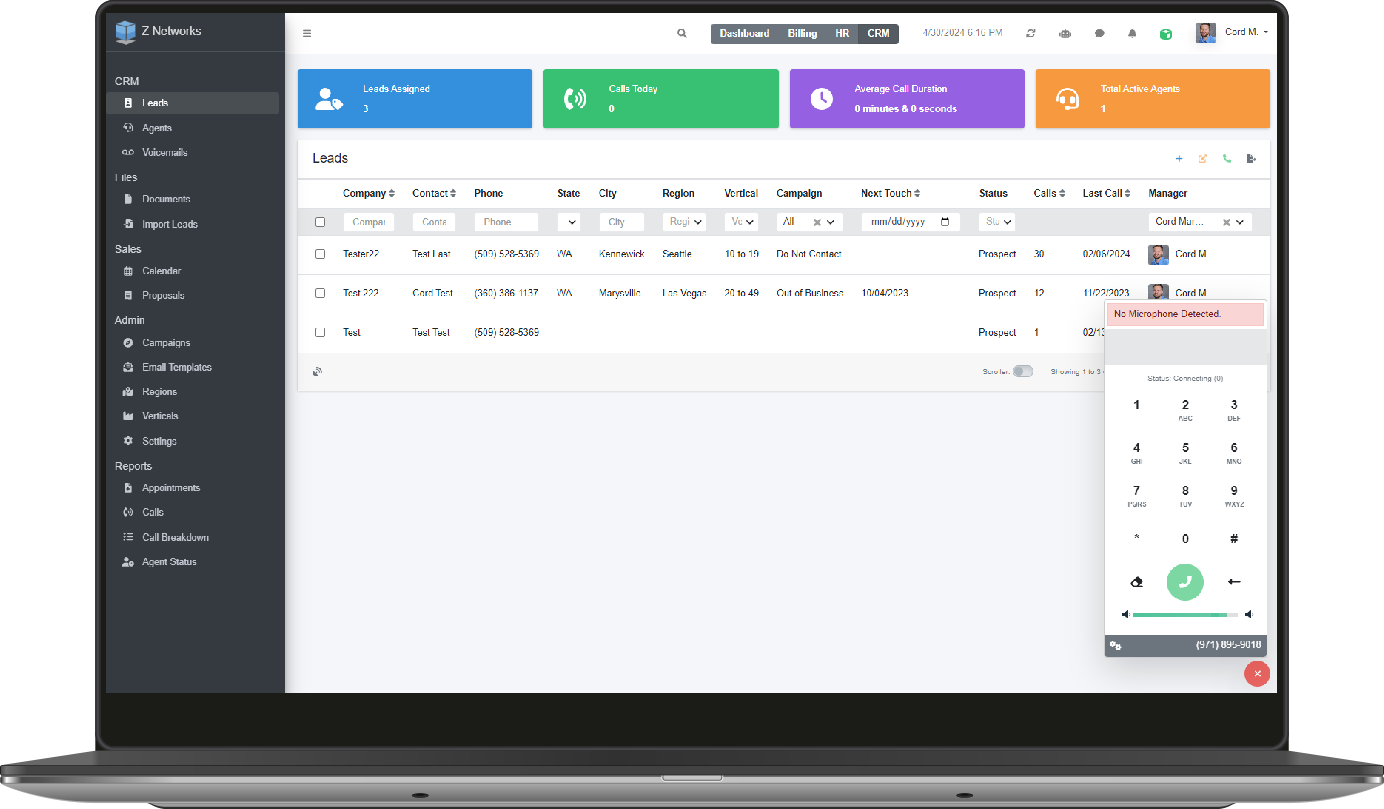 Z Networks
Dashboard Billing HR CRM
4/30/2024 6:16 PM
Cord M.
CRM
Leads
Agents
Voicemails
Files
Documents
Import Leads
Sales
Calendar
Proposals
Admin
Campaigns
Email Templates
Regions
Verticals
Settings
Reports
Appointments
Calls
Call Breakdown
Agent Status
Leads Assigned
3
Calls Today
0
Average Call Duration
0 minutes & 0 seconds
Total Active Agents
1
Leads
Company Contact Phone State City Region Vertical Campaign Next Touch Status Calls Last Call Manager
Compar Conta Phone City Regi Ve All mm/dd/yyyy Sta Cord Mar...
Tester22 Test Last (509) 528-5369 WA Kennewick Seattle 10 to 19 Do Not Contact Prospect 30 02/06/2024 Cord M
Test 222 Cord Test (360) 386-1137 WA Marysville Las Vegas 20 to 49 Out of Business 10/04/2023 Prospect 12 11/22/2023 Cord M
Test Test Test (509) 528-5369 Prospect 1 02/13
Scroller: Showing 1 to 3
No Microphone Detected.
Status: Connecting (0)
1 2 3
ABC DEF
4 5 6
GHI JKL MNO
7 8 9
PQRS TUV WXYZ
* 0 #
(971) 895-9018